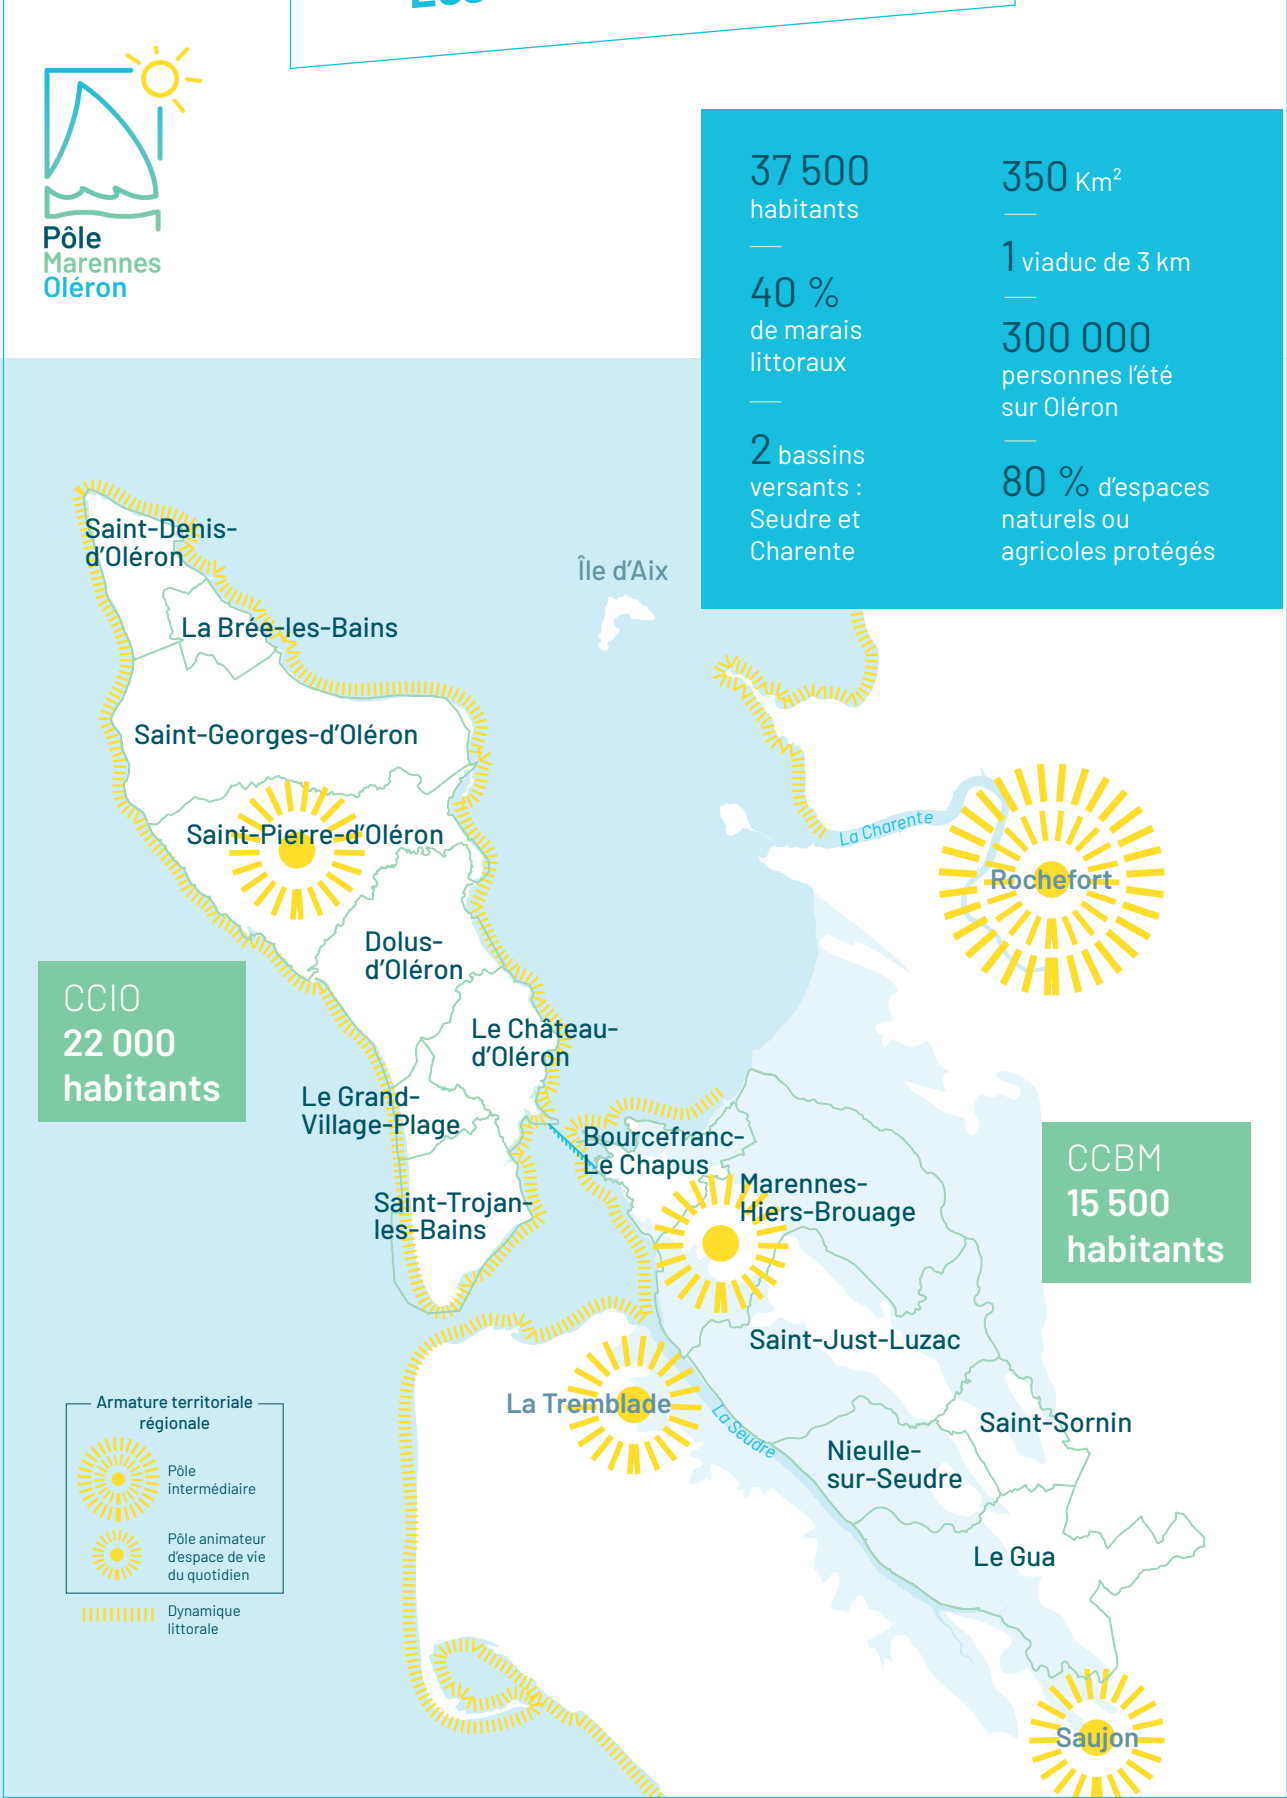 Pôle
Marennes
Oléron
37 500
habitants
40 %
de marais
littoraux
2 bassins
versants :
Seudre et
Charente
350 Km²
1 viaduc de 3 km
300 000
personnes l'été
sur Oléron
80 % d'espaces
naturels ou
agricoles protégés
Saint-Denis-
d'Oléron
La Brée-les-Bains
Île d'Aix
Saint-Georges-d'Oléron
Saint-Pierre-d'Oléron
La Charente
Rochefort
Dolus-
d'Oléron
CCIO
22 000
habitants
Le Château-
d'Oléron
Le Grand-
Village-Plage
Bourcefranc-
Le Chapus
Saint-Trojan-
les-Bains
Marennes-
Hiers-Brouage
CCBM
15 500
habitants
Saint-Just-Luzac
La Tremblade
La Seudre
Saint-Sornin
Nieulle-
sur-Seudre
Le Gua
Saujon
Armature territoriale
régionale
Pôle
intermédiaire
Pôle animateur
d'espace de vie
du quotidien
Dynamique
littorale